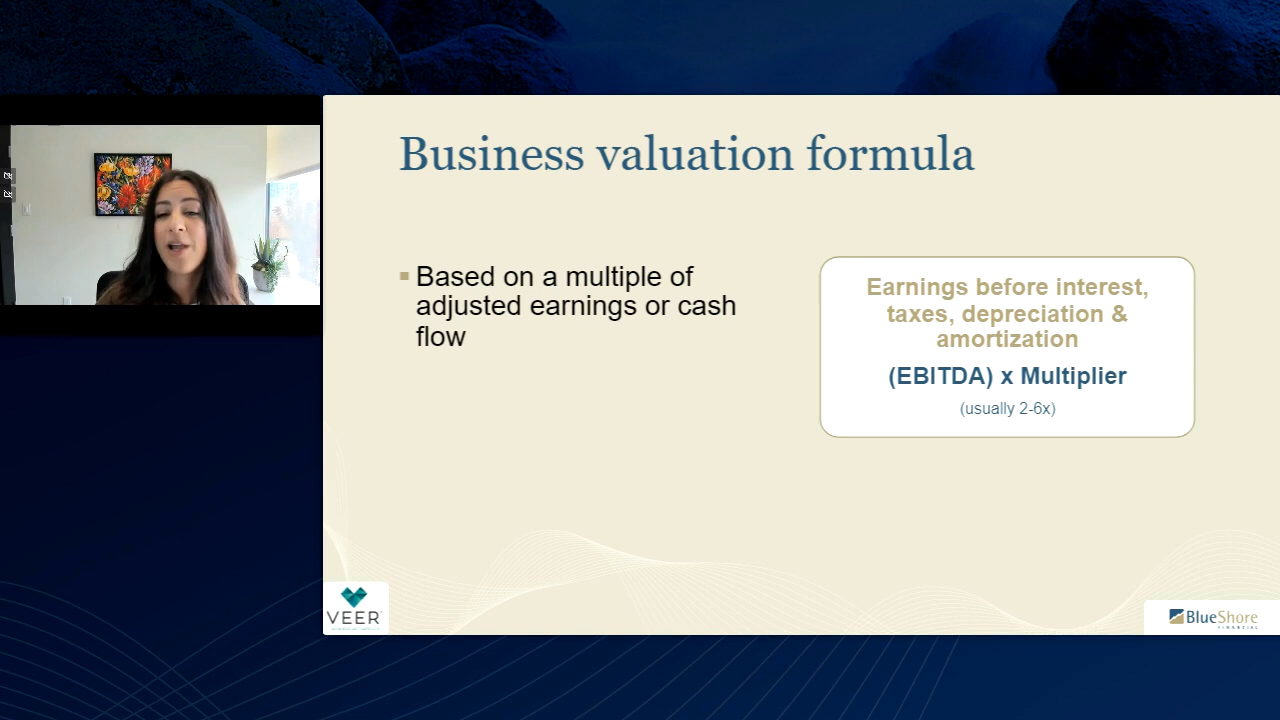 Business valuation formula
Based on a multiple of
adjusted earnings or cash
flow
Earnings before interest,
taxes, depreciation &
amortization
(EBITDA) x Multiplier
(usually 2-6x)
VEER
BlueShore
FINANCIAL